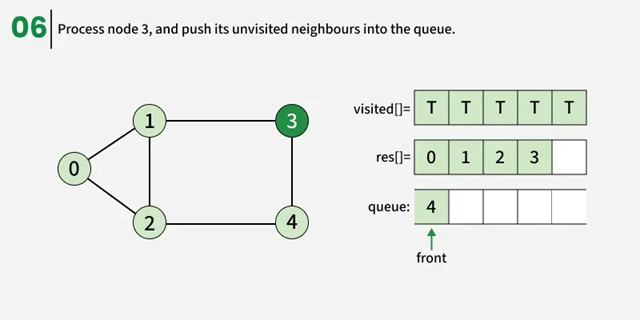 06 Process node 3, and push its unvisited neighbours into the queue.
1 3
0
2 4
visited[]= T T T T T
res[]= 0 1 2 3
queue: 4
front